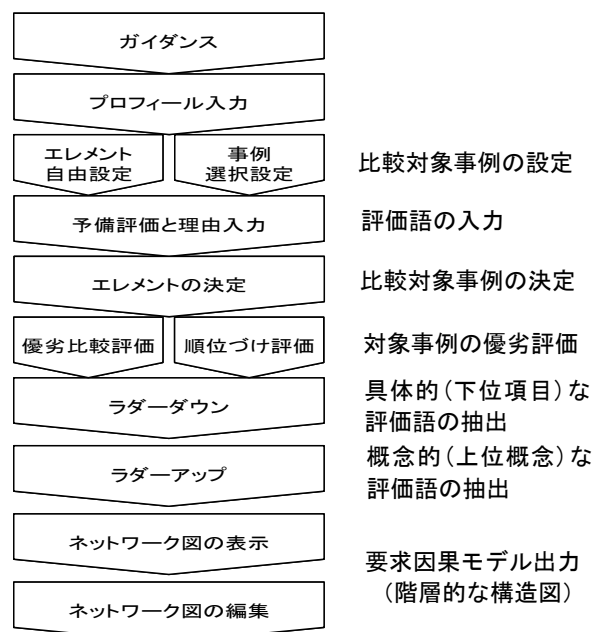 ガイダンス
プロフィール入力
エレメント
自由設定
事例
選択設定
比較対象事例の設定
予備評価と理由入力
評価語の入力
エレメントの決定
比較対象事例の決定
優劣比較評価
順位づけ評価
対象事例の優劣評価
ラダーダウン
具体的(下位項目)な
評価語の抽出
ラダーアップ
概念的(上位概念)な
評価語の抽出
ネットワーク図の表示
要求因果モデル出力
(階層的な構造図)
ネットワーク図の編集